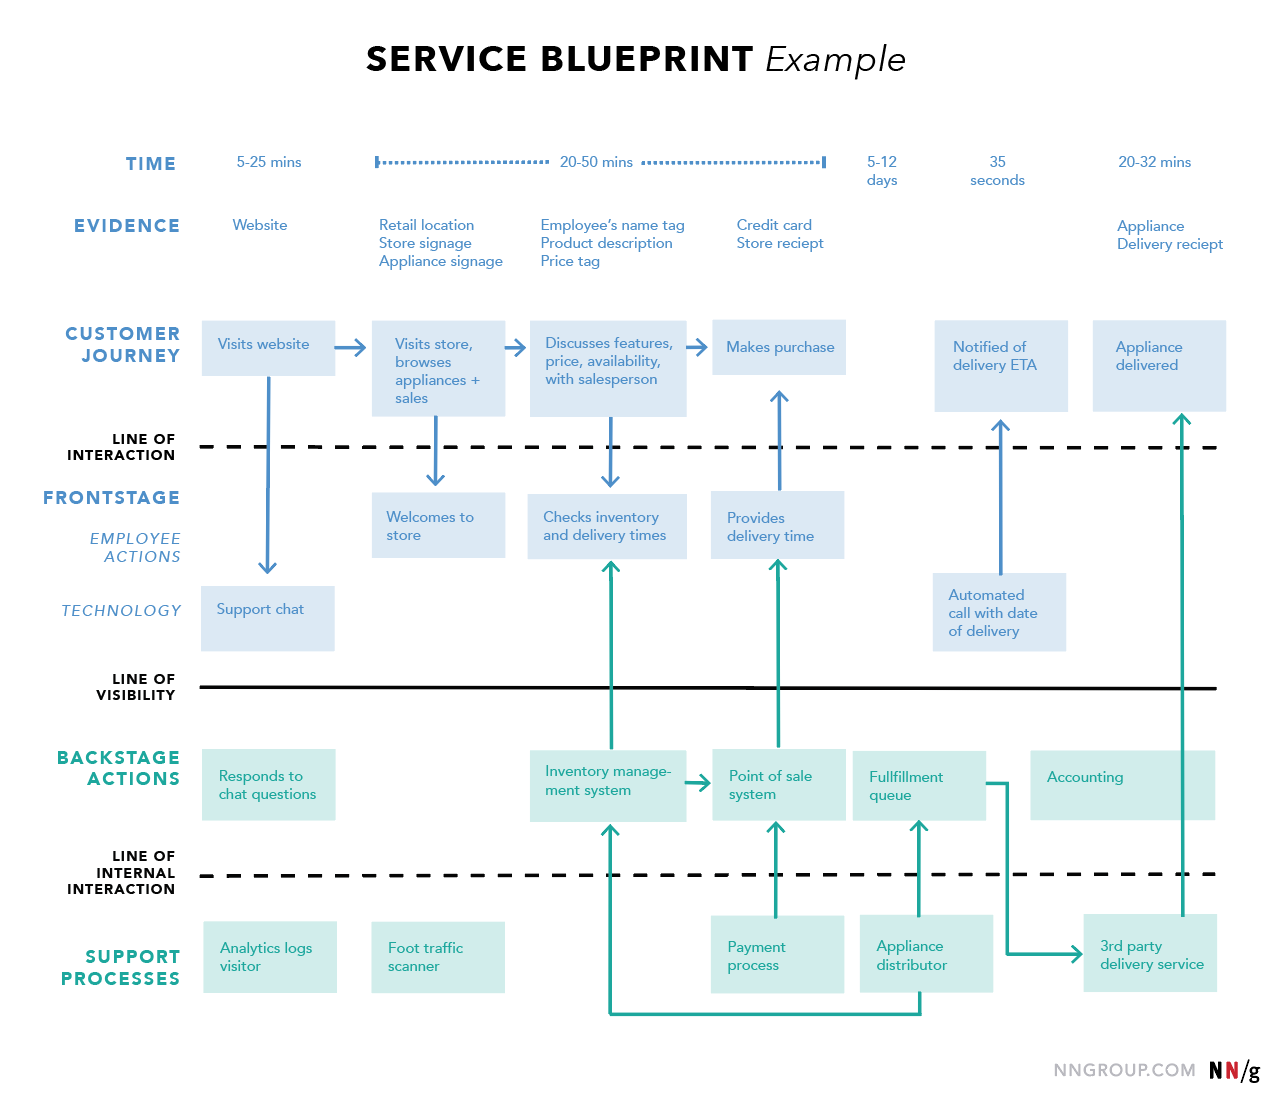 SERVICE BLUEPRINT Example
TIME
5-25 mins
20-50 mins
5-12
days
35
seconds
20-32 mins
EVIDENCE
Website
Retail location
Store signage
Appliance signage
Employee's name tag
Product description
Price tag
Credit card
Store reciept
Appliance
Delivery reciept
CUSTOMER
JOURNEY
Visits website
Visits store,
browses
appliances +
sales
Discusses features,
price, availability,
with salesperson
Makes purchase
Notified of
delivery ETA
Appliance
delivered
LINE OF
INTERACTION
FRONTSTAGE
EMPLOYEE
ACTIONS
Welcomes to
store
Checks inventory
and delivery times
Provides
delivery time
TECHNOLOGY
Support chat
Automated
call with date
of delivery
LINE OF
VISIBILITY
BACKSTAGE
ACTIONS
Responds to
chat questions
Inventory manage-
ment system
Point of sale
system
Fullfillment
queue
Accounting
LINE OF
INTERNAL
INTERACTION
SUPPORT
PROCESSES
Analytics logs
visitor
Foot traffic
scanner
Payment
process
Appliance
distributor
3rd party
delivery service
NNGROUP.COM NN/g